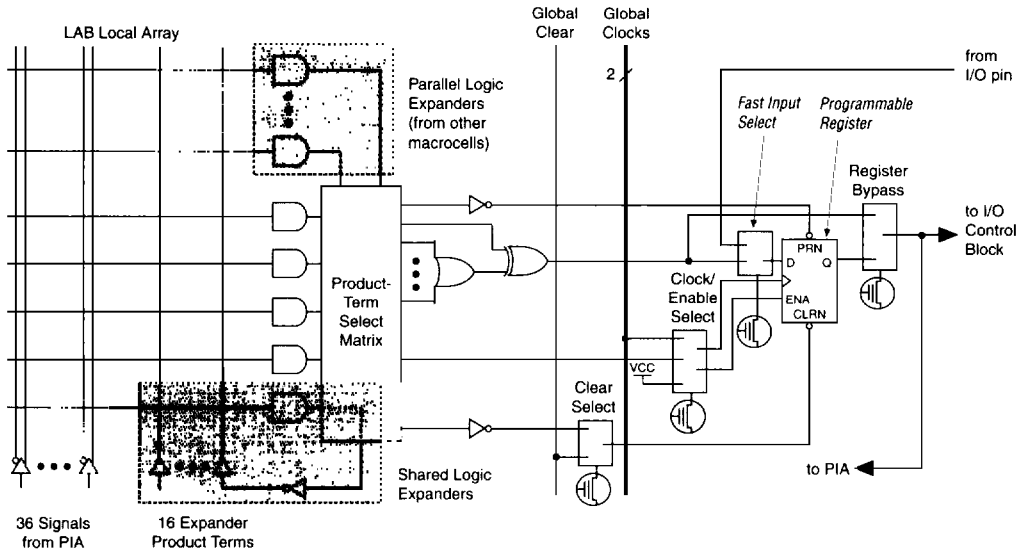 LAB Local Array
Global
Clear
Global
Clocks
2
from
I/O pin
Parallel Logic
Expanders
(from other
macrocells)
Fast Input
Select
Programmable
Register
Register
Bypass
to I/O
Control
Block
PRN
D
Q
ENA
CLRN
Product-
Term
Select
Matrix
Clock/
Enable
Select
VCC
Clear
Select
to PIA
Shared Logic
Expanders
36 Signals
from PIA
16 Expander
Product Terms